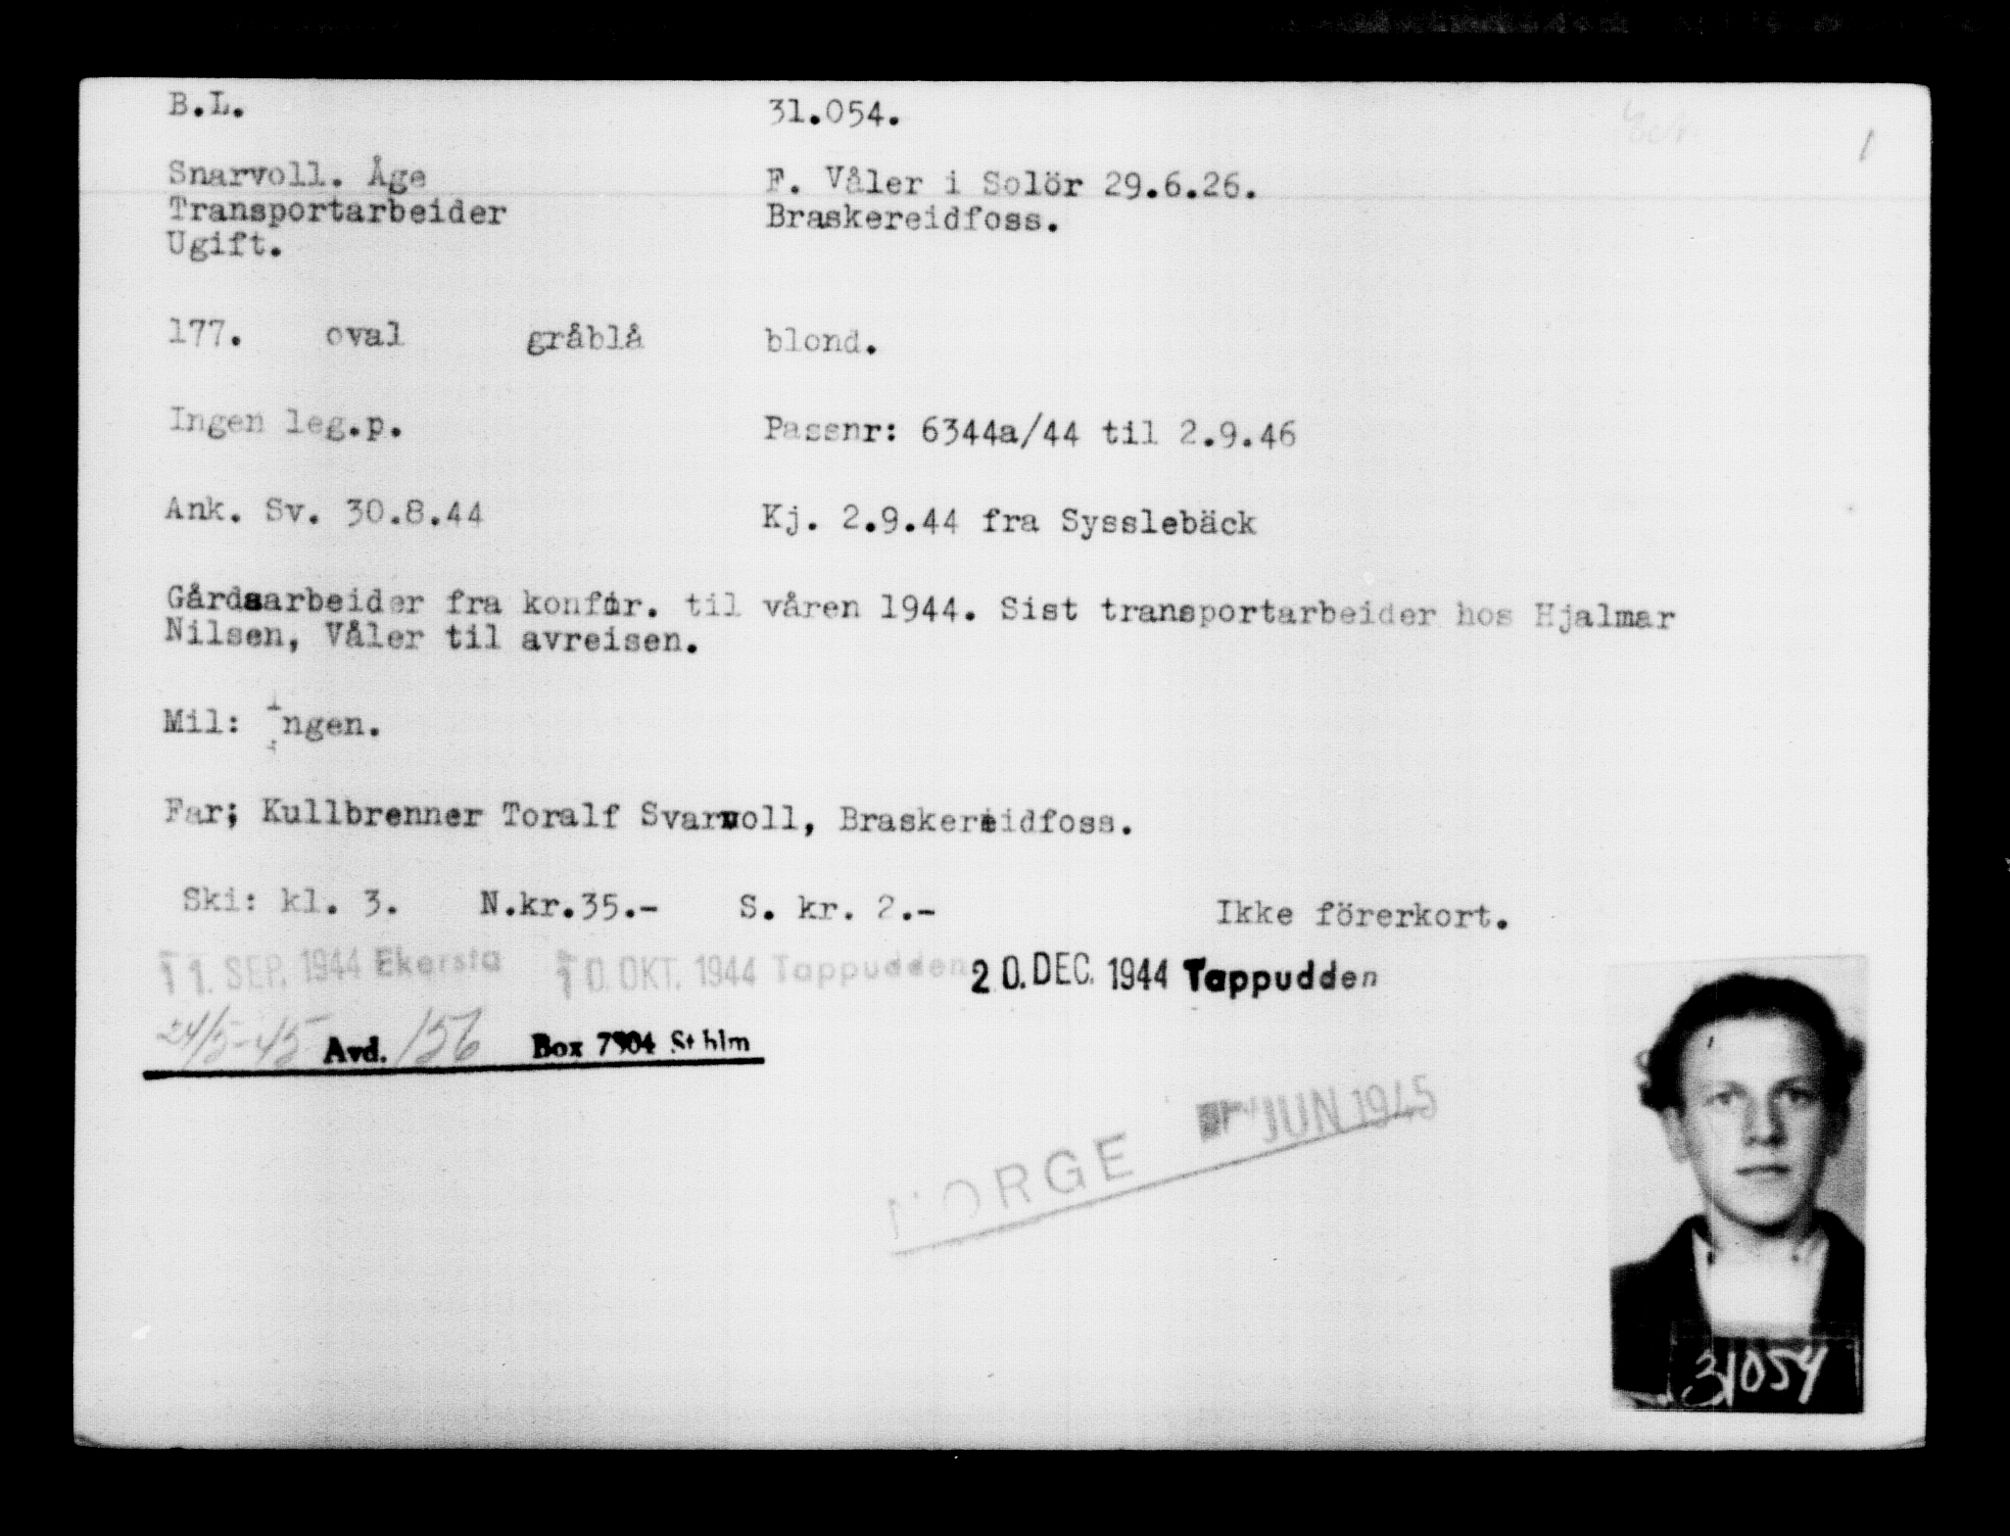 B.L. 31.054. 1
Snarvoll. Åge F. Våler i Solör 29.6.26.
Transportarbeider Braskereidfoss.
Ugift.
177. oval gråblå blond.
Ingen leg.p. Passnr: 6344a/44 til 2.9.46
Ank. Sv. 30.8.44 Kj. 2.9.44 fra Sysslebäck
Gårdsarbeider fra konfir. til våren 1944. Sist transportarbeider hos Hjalmar
Nilsen, Våler til avreisen.
Mil: Ingen.
Far; Kullbrenner Toralf Svarvoll, Braskereidfoss.
Ski: kl. 3. N.kr.35.- S. kr. 2.- Ikke förerkort.
11. SEP. 1944 Ekersta 10. OKT. 1944 Tappudden 20. DEC. 1944 Tappudden
24/5-45 Avd. 156 Box 7904 Sthlm
NORGE JUN 1945
31054